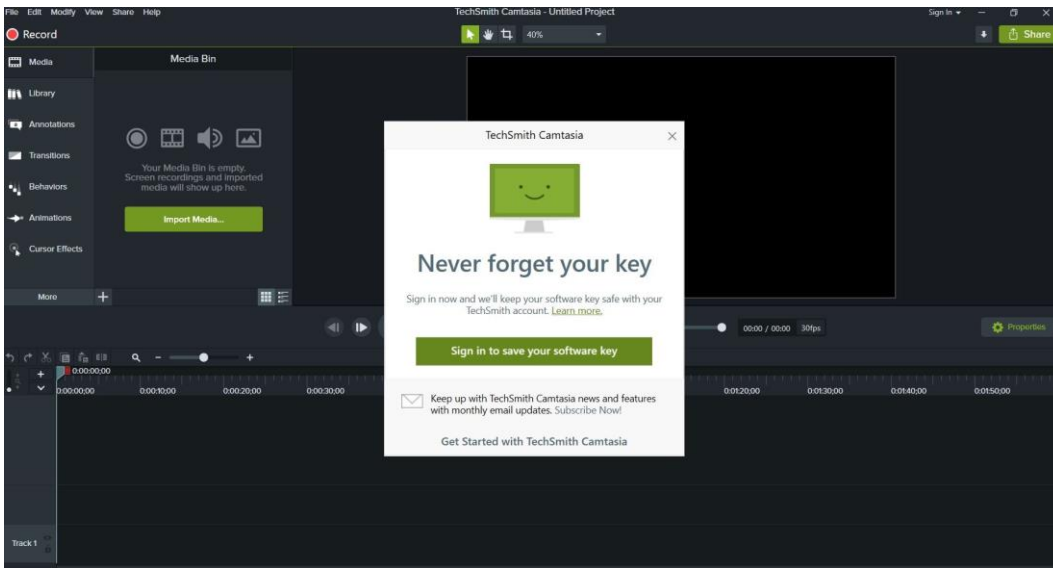 File Edit Modify View Share Help
TechSmith Camtasia - Untitled Project
Sign In
Record
40%
Share
Media
Library
Annotations
Transitions
Behaviors
Animations
Cursor Effects
More
Media Bin
Your Media Bin is empty.
Screen recordings and imported
media will show up here.
Import Media...
TechSmith Camtasia
Never forget your key
Sign in now and we'll keep your software key safe with your
TechSmith account. Learn more.
Sign in to save your software key
Keep up with TechSmith Camtasia news and features
with monthly email updates. Subscribe Now!
Get Started with TechSmith Camtasia
00:00 / 00:00 30fps
Properties
0:00:00;00
0:00:00;00 0:00:10;00 0:00:20;00 0:00:30;00 0:01:20;00 0:01:30;00 0:01:40;00 0:01:50;00
Track 1